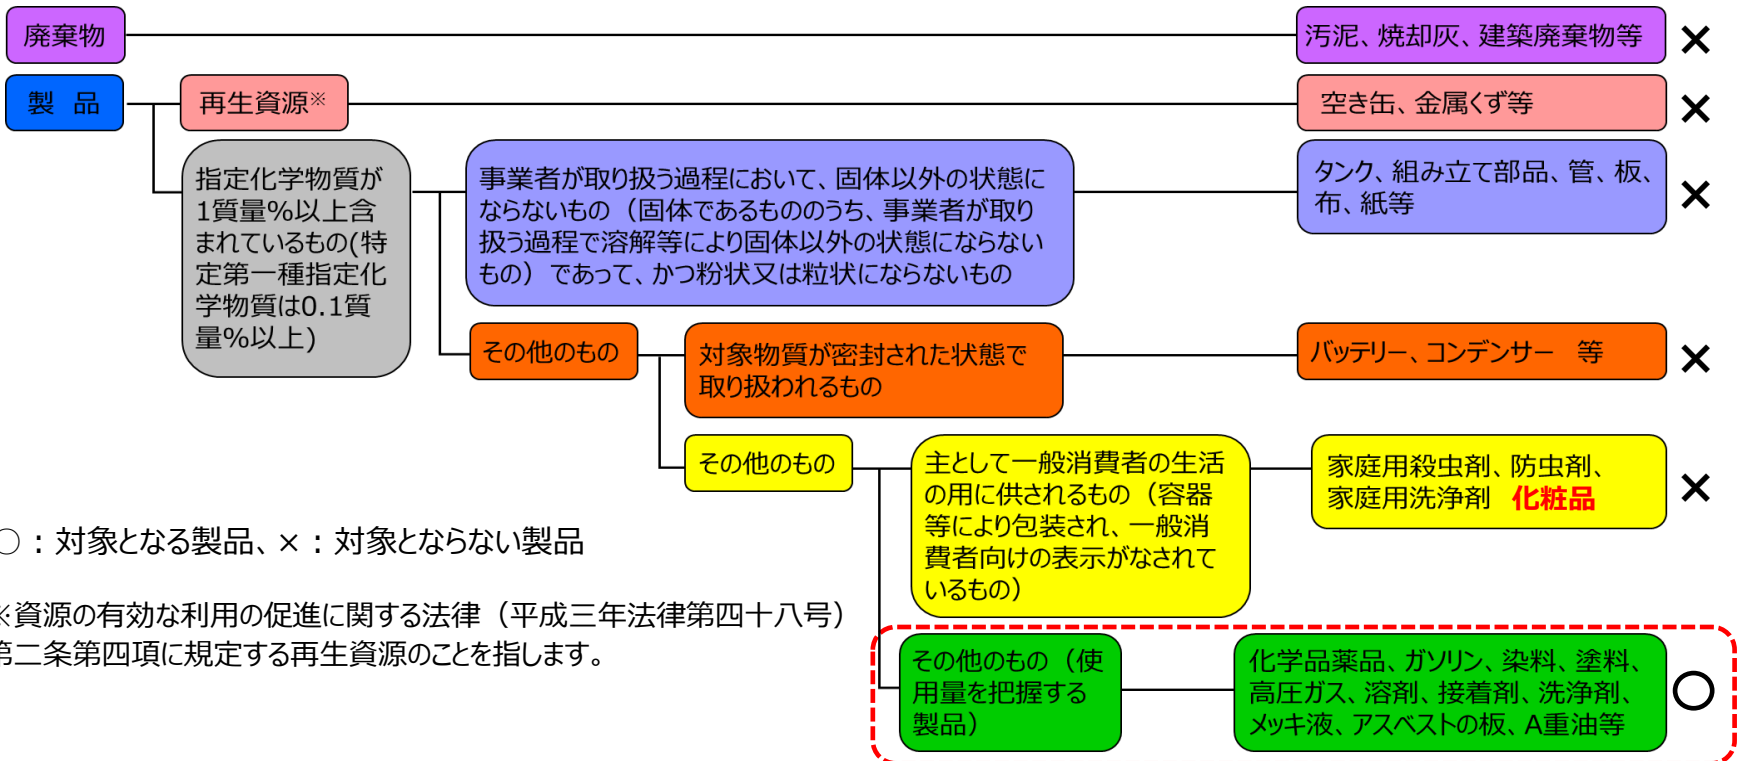 廃棄物
汚泥、焼却灰、建築廃棄物等
×
製 品
再生資源※
空き缶、金属くず等
×
指定化学物質が
1質量%以上含
まれているもの(特
定第一種指定化
学物質は0.1質
量%以上)
事業者が取り扱う過程において、固体以外の状態に
ならないもの（固体であるもののうち、事業者が取り
扱う過程で溶解等により固体以外の状態にならない
もの）であって、かつ粉状又は粒状にならないもの
タンク、組み立て部品、管、板、
布、紙等
×
その他のもの
対象物質が密封された状態で
取り扱われるもの
バッテリー、コンデンサー 等
×
その他のもの
主として一般消費者の生活
の用に供されるもの（容器
等により包装され、一般消
費者向けの表示がなされて
いるもの）
家庭用殺虫剤、防虫剤、
家庭用洗浄剤 化粧品
×
○：対象となる製品、×：対象とならない製品
※資源の有効な利用の促進に関する法律（平成三年法律第四十八号）
第二条第四項に規定する再生資源のことを指します。
その他のもの（使
用量を把握する
製品）
化学品薬品、ガソリン、染料、塗料、
高圧ガス、溶剤、接着剤、洗浄剤、
メッキ液、アスベストの板、A重油等
○